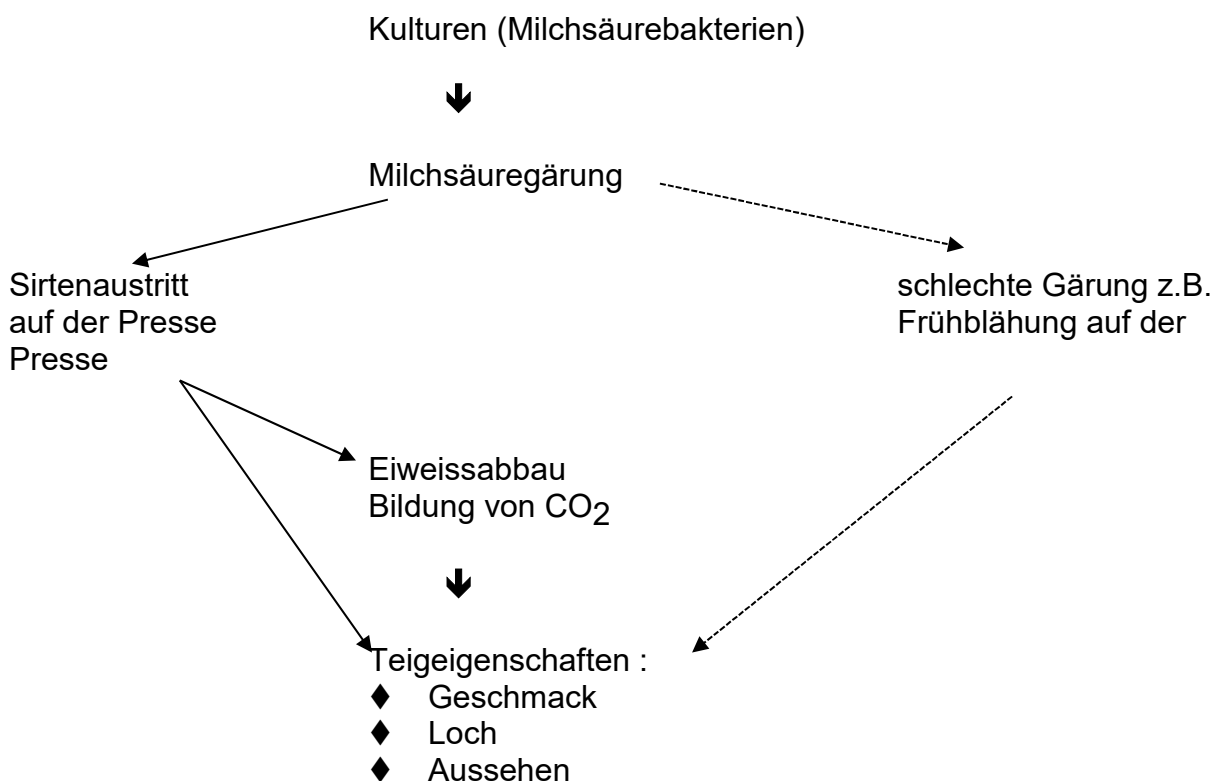 Kulturen (Milchsäurebakterien)
Milchsäuregärung
Sirtenaustritt
auf der Presse
Presse
schlechte Gärung z.B.
Frühblähung auf der
Eiweissabbau
Bildung von CO2
Teigeigenschaften :
♦ Geschmack
♦ Loch
♦ Aussehen